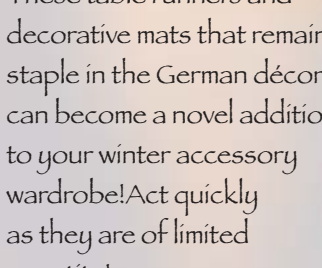 These table runners and
decorative mats that remain
staple in the German décor
can become a novel additio
to your winter accessory
wardrobe!Act quickly
as they are of limited